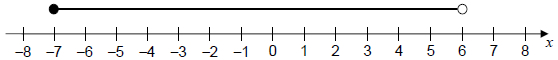 –8 –7 –6 –5 –4 –3 –2 –1 0 1 2 3 4 5 6 7 8 x